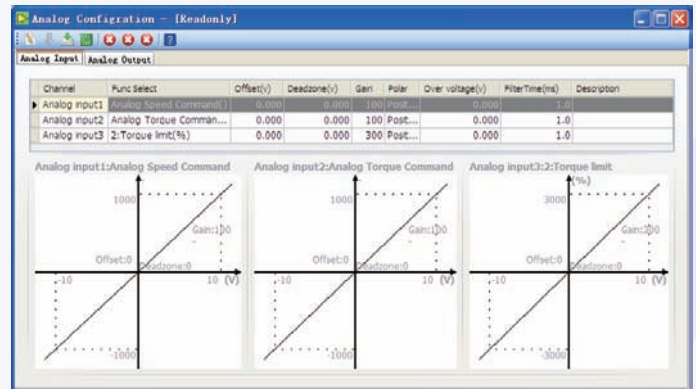 Analog Configration - [Readonly]
Analog Input Analog Output
Channel Func Select Offset(v) Deadzone(v) Gain Polar Over voltage(v) FilterTime(ms) Description
Analog input1 Analog Speed Command() 0.000 0.000 100 Post... 0.000 1.0
Analog input2 Analog Torque Comman... 0.000 0.000 100 Post... 0.000 1.0
Analog input3 2:Torque limit(%) 0.000 0.000 300 Post... 0.000 1.0
Analog input1:Analog Speed Command Analog input2:Analog Torque Command Analog input3:2:Torque limit
(%)
1000 1000 3000
Gain:100 Gain:100 Gain:300
Offset:0 Offset:0 Offset:0
Deadzone:0 Deadzone:0 Deadzone:0
-10 10 (V) -10 10 (V) -10 10 (V)
-1000 -1000 -3000